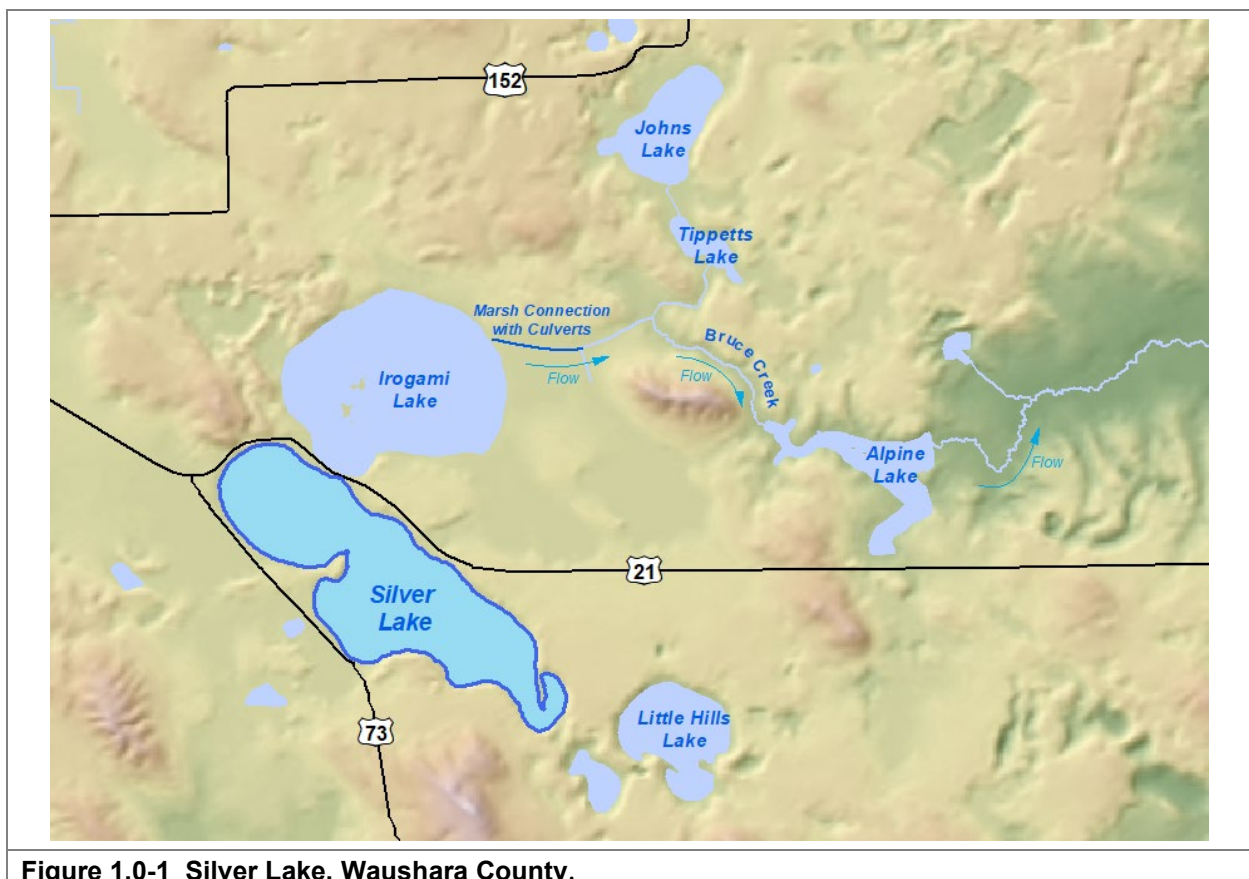 152
Johns
Lake
Tippetts
Lake
Marsh Connection
with Culverts
Flow
Bruce Creek
Flow
Irogami
Lake
Alpine
Lake
Flow
21
Silver
Lake
Little Hills
Lake
73
Figure 1.0-1 Silver Lake, Waushara County.